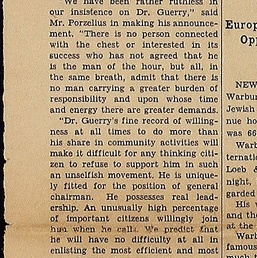 "We have been rather ruthless in
our insistence on Dr. Guerry," said
Mr. Porzelius in making his announce-
ment, "There is no person connected
with the chest or interested in its
success who has not agreed that he
is the man of the hour, but all, in
the same breath, admit that there is
no man carrying a greater burden of
responsibility and upon whose time
and energy there are greater demands.
"Dr. Guerry's fine record of willing-
ness at all times to do more than
his share in community activities will
make it difficult for any thinking citi-
zen to refuse to support him in such
an unselfish movement. He is unique-
ly fitted for the position of general
chairman. He possesses real lead-
ership. An unusually high percentage
of important citizens willingly join
him when he calls. We predict that
he will have no difficulty at all in
enlisting the most efficient and most
Europe
Opp
NEW
Warbur
Jewish
nue ho
was 66
Warb
ternati
Loeb &
night,
garded
His
and the
at the
Warb
famous
much